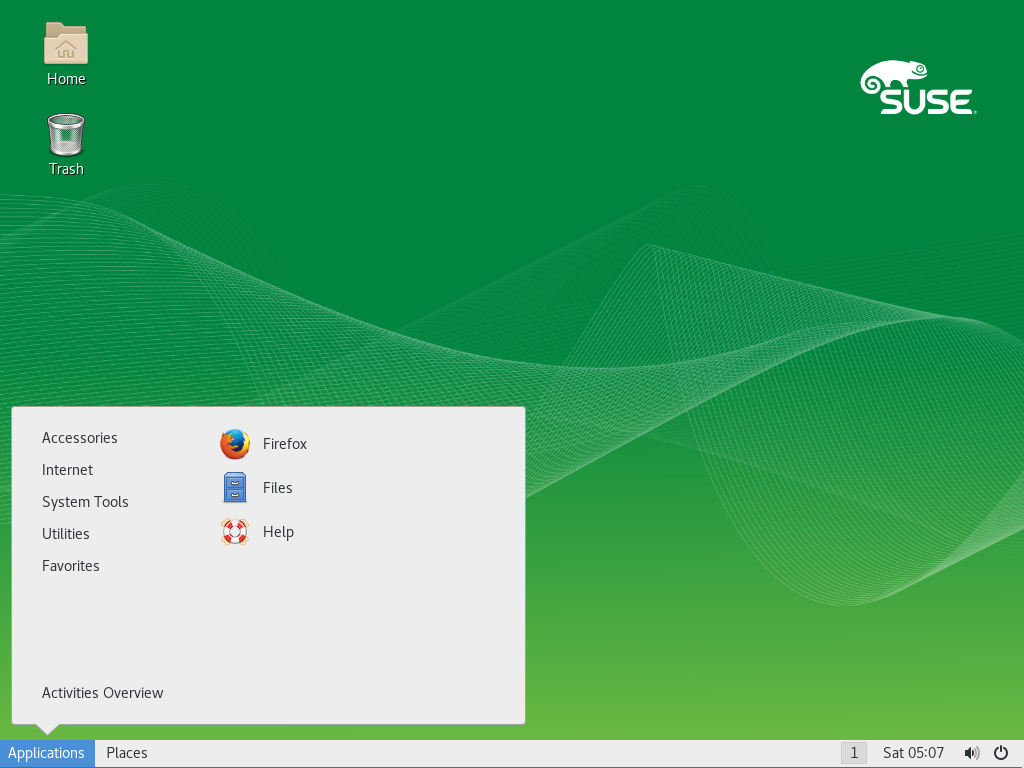 Home
Trash
SUSE
Accessories
Internet
System Tools
Utilities
Favorites
Firefox
Files
Help
Activities Overview
Applications
Places
1
Sat 05:07